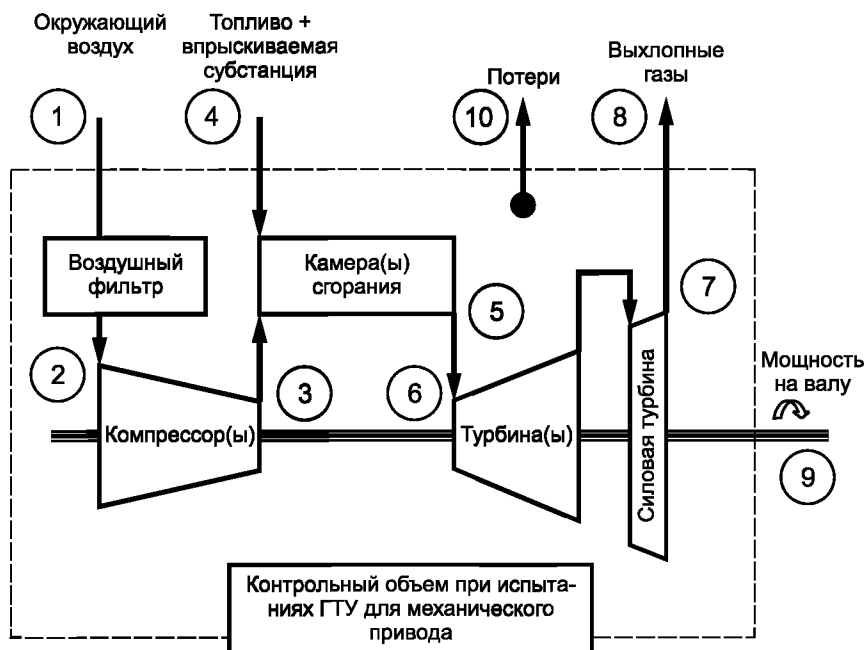 Окружающий
воздух
Топливо +
впрыскиваемая
субстанция
Потери
Выхлопные
газы
1
4
10
8
Воздушный
фильтр
Камера(ы)
сгорания
5
7
2
3
6
Мощность
на валу
Компрессор(ы)
Турбина(ы)
Силовая турбина
9
Контрольный объем при испыта-
ниях ГТУ для механического
привода